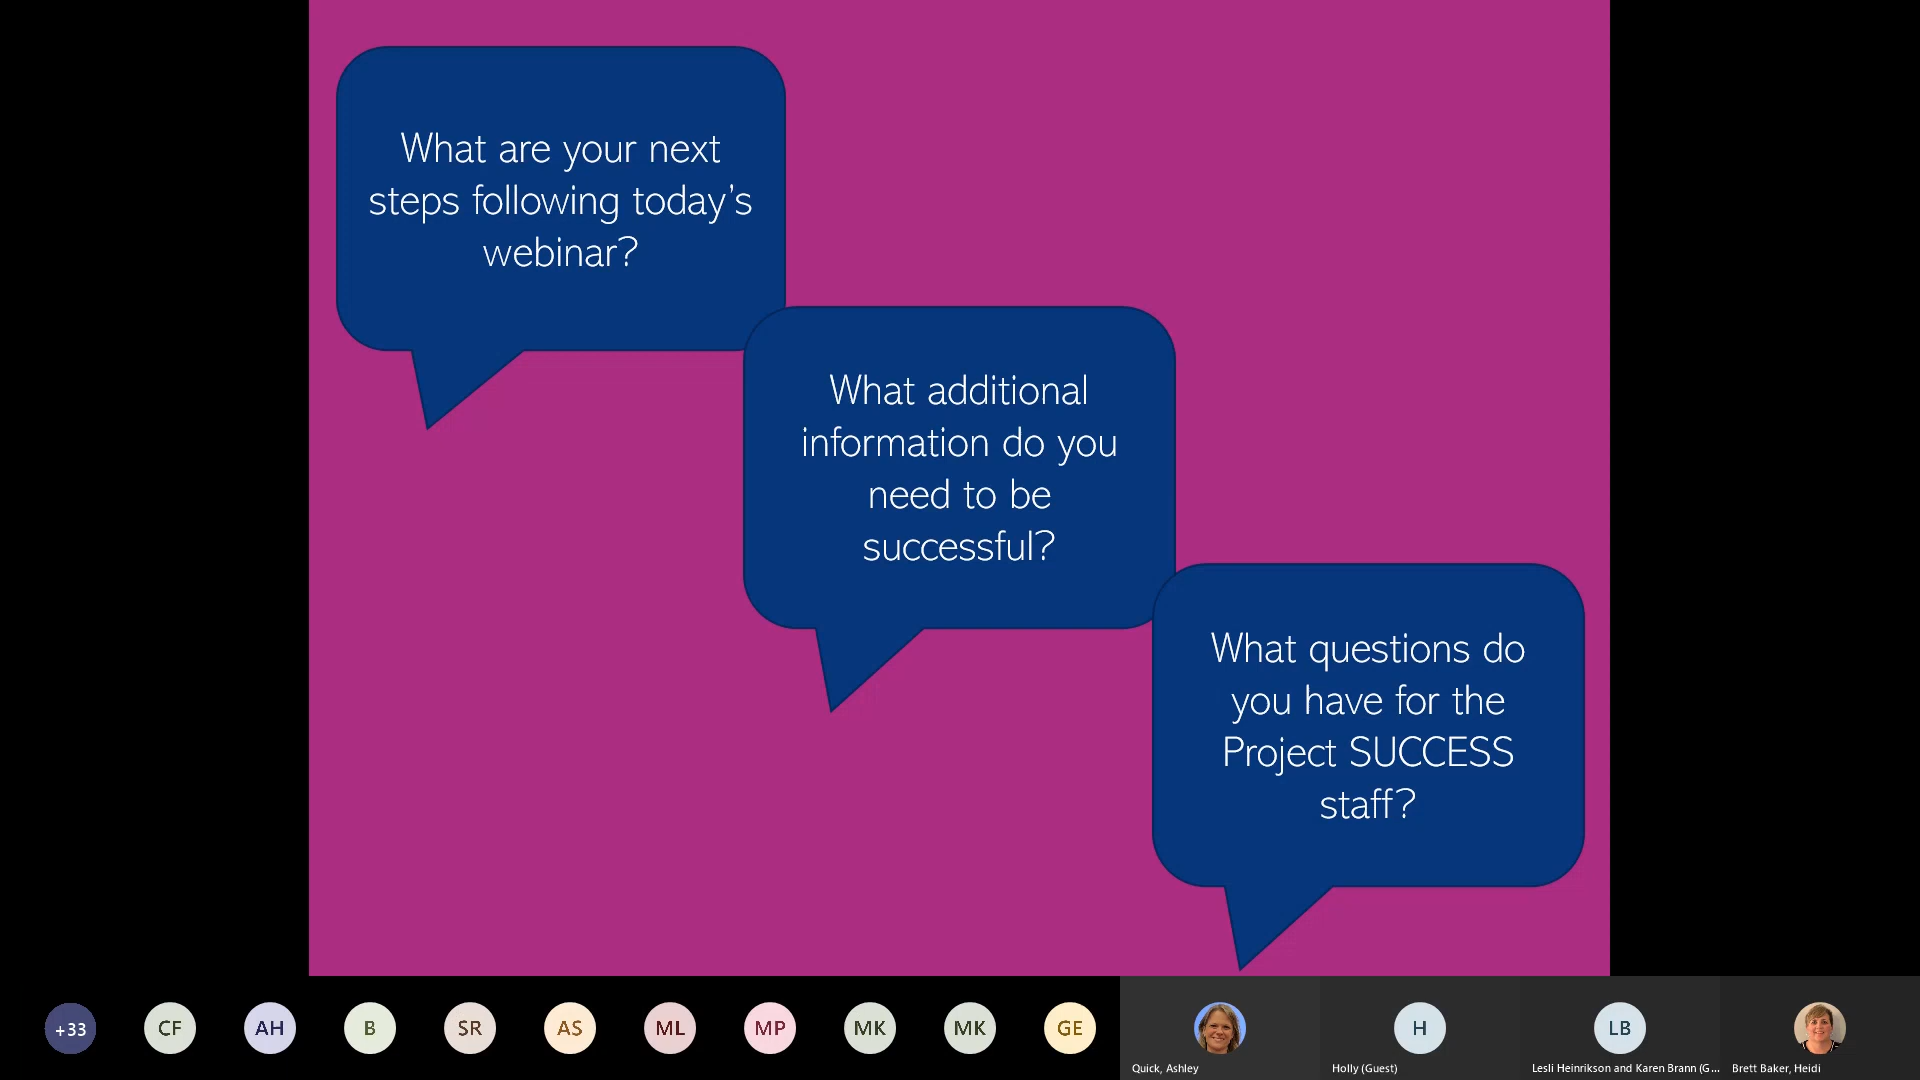 What are your next
steps following today's
webinar?
What additional
information do you
need to be
successful?
What questions do
you have for the
Project SUCCESS
staff?
+33
CF
AH
B
SR
AS
ML
MP
MK
MK
GE
H
LB
Quick, Ashley
Holly (Guest)
Lesli Heinrikson and Karen Brann (G...
Brett Baker, Heidi